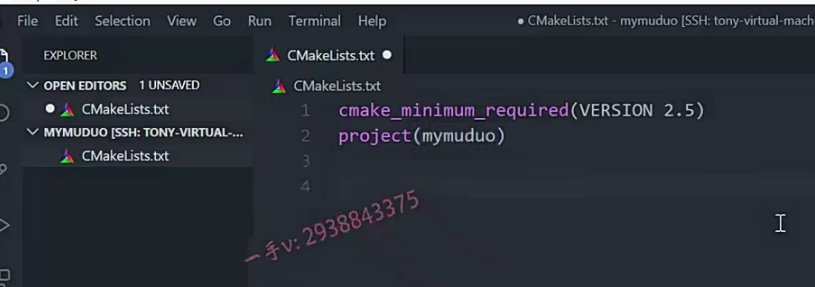 File Edit Selection View Go Run Terminal Help ● CMakeLists.txt - mymuduo [SSH: tony-virtual-mach
EXPLORER
1
OPEN EDITORS 1 UNSAVED
● CMakeLists.txt
MYMUDUO [SSH: TONY-VIRTUAL-...
CMakeLists.txt
CMakeLists.txt ●
CMakeLists.txt
1 cmake_minimum_required(VERSION 2.5)
2 project(mymuduo)
3
4
一手v: 2938843375